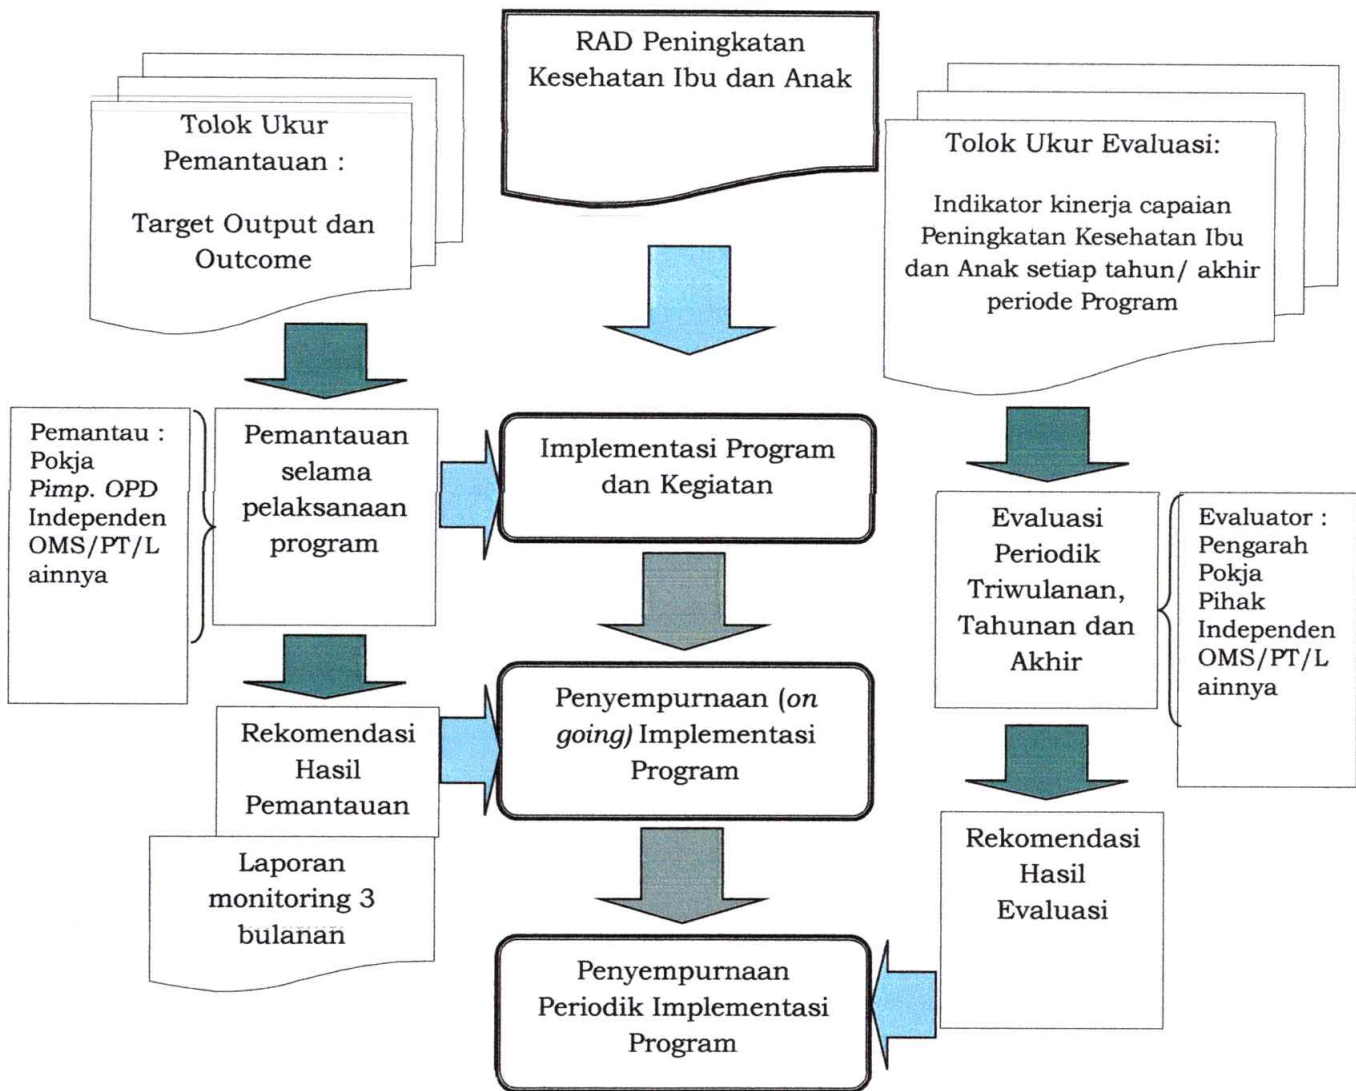 RAD Peningkatan
Kesehatan Ibu dan Anak
Tolok Ukur
Pemantauan :
Target Output dan
Outcome
Tolok Ukur Evaluasi:
Indikator kinerja capaian
Peningkatan Kesehatan Ibu
dan Anak setiap tahun/ akhir
periode Program
Pemantau :
Pokja
Pimp. OPD
Independen
OMS/PT/L
ainnya
Pemantauan
selama
pelaksanaan
program
Implementasi Program
dan Kegiatan
Evaluasi
Periodik
Triwulanan,
Tahunan dan
Akhir
Evaluator :
Pengarah
Pokja
Pihak
Independen
OMS/PT/L
ainnya
Rekomendasi
Hasil
Pemantauan
Penyempurnaan (on
going) Implementasi
Program
Laporan
monitoring 3
bulanan
Rekomendasi
Hasil
Evaluasi
Penyempurnaan
Periodik Implementasi
Program